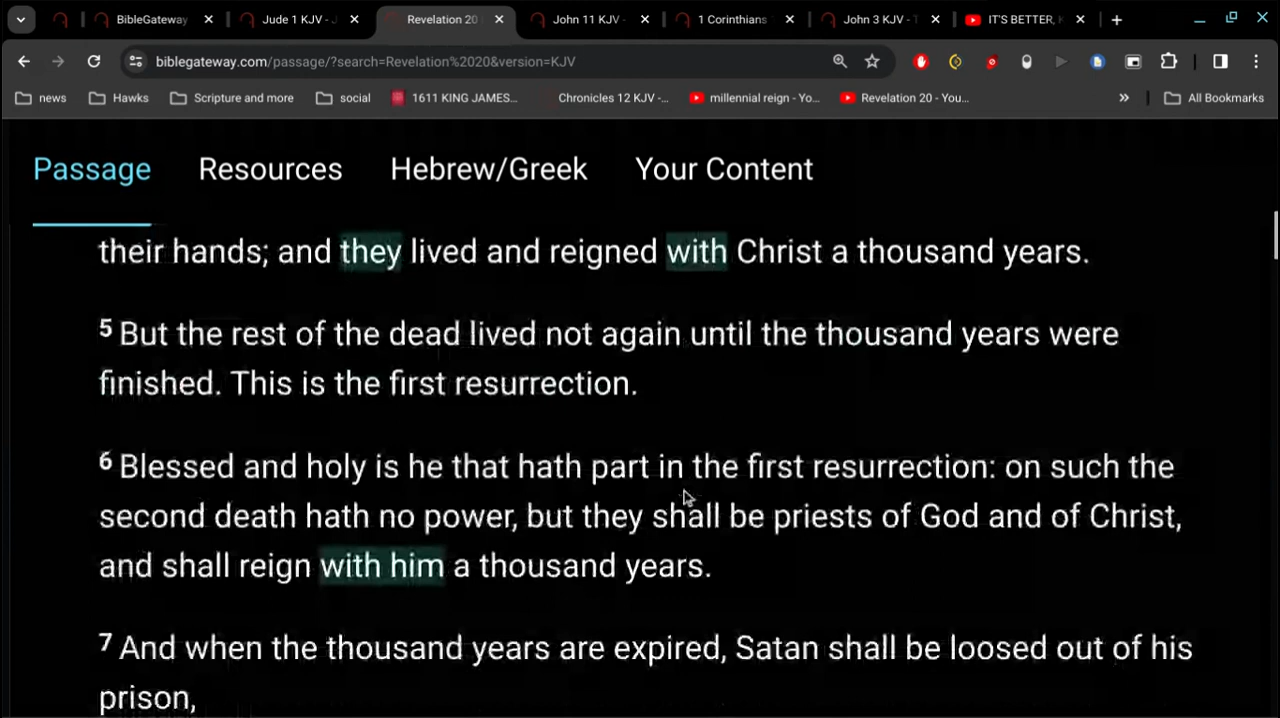 BibleGateway
Jude 1 KJV - J
Revelation 20
John 11 KJV -
1 Corinthians
John 3 KJV - T
IT'S BETTER, K
biblegateway.com/passage/?search=Revelation%2020&version=KJV
news
Hawks
Scripture and more
social
1611 KING JAMES...
Chronicles 12 KJV -...
millennial reign - Yo...
Revelation 20 - You...
»
All Bookmarks
Passage
Resources
Hebrew/Greek
Your Content
their hands; and they lived and reigned with Christ a thousand years.
5 But the rest of the dead lived not again until the thousand years were
finished. This is the first resurrection.
6 Blessed and holy is he that hath part in the first resurrection: on such the
second death hath no power, but they shall be priests of God and of Christ,
and shall reign with him a thousand years.
7 And when the thousand years are expired, Satan shall be loosed out of his
prison,